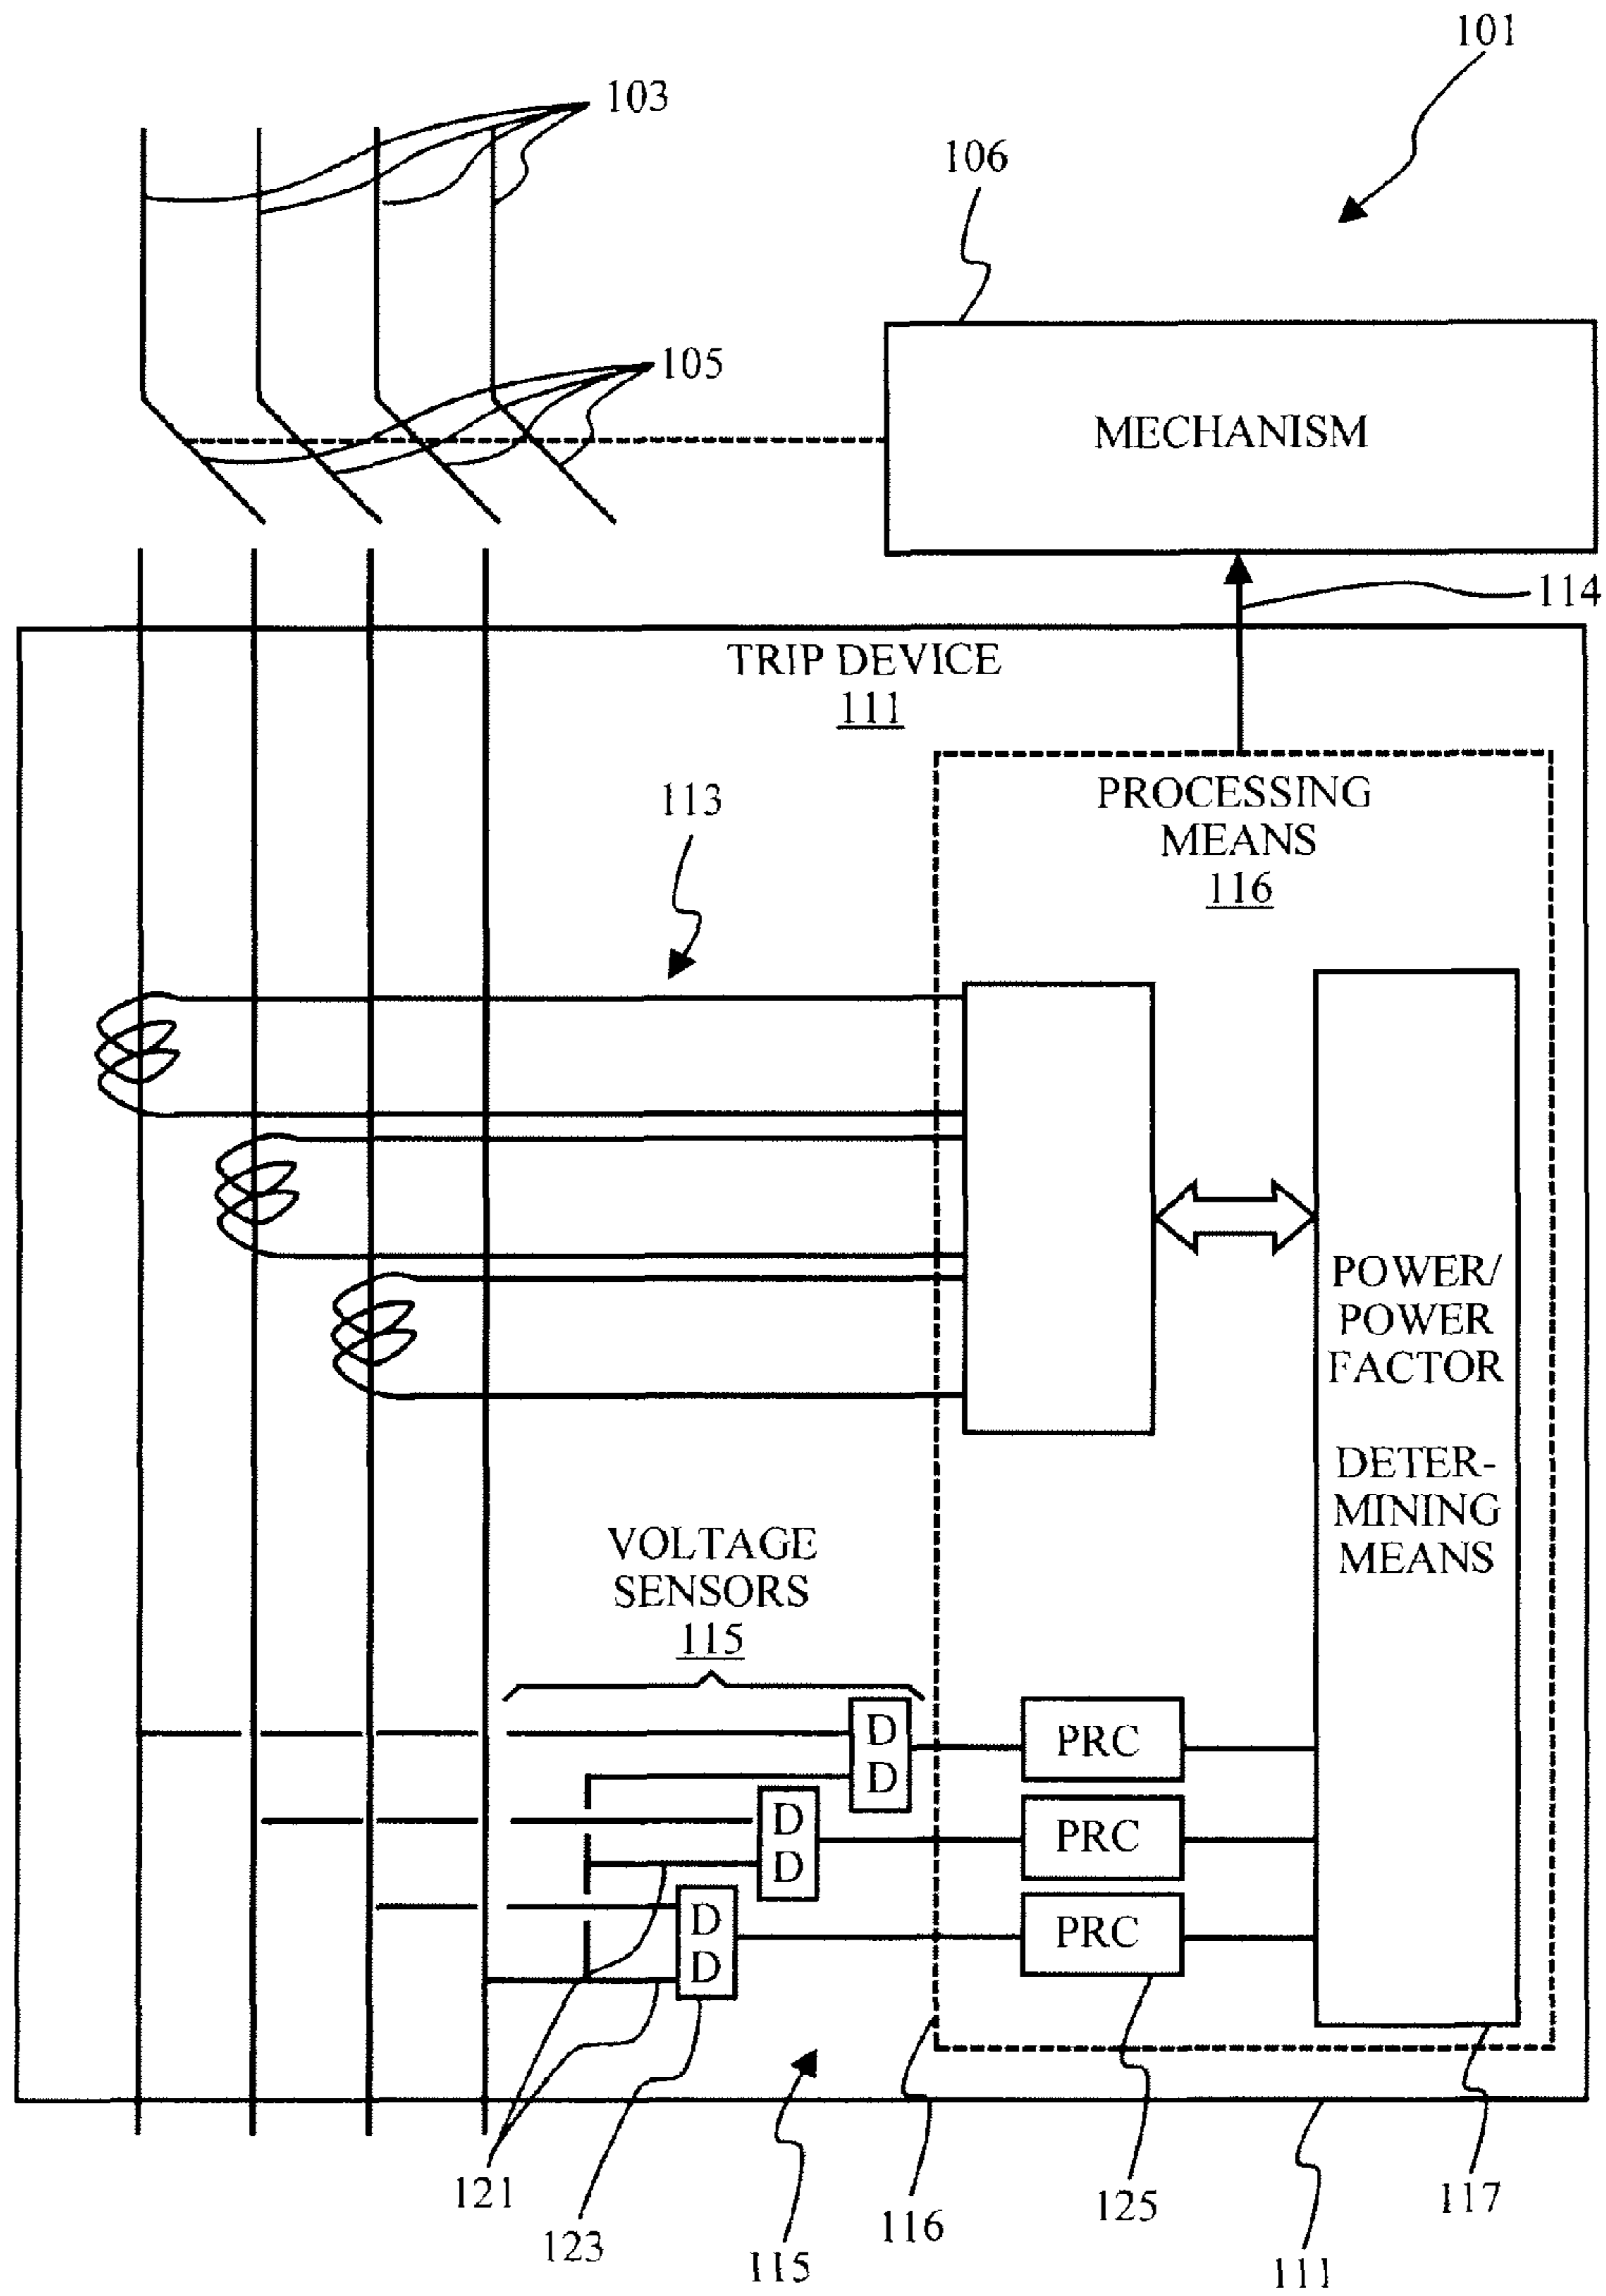 101
103
106
105
MECHANISM
114
TRIP DEVICE
111
113
PROCESSING
MEANS
116
POWER/
POWER
FACTOR
DETER-
MINING
MEANS
VOLTAGE
SENSORS
115
D
D
PRC
D
D
PRC
D
D
PRC
121
123
115
116
125
111
117